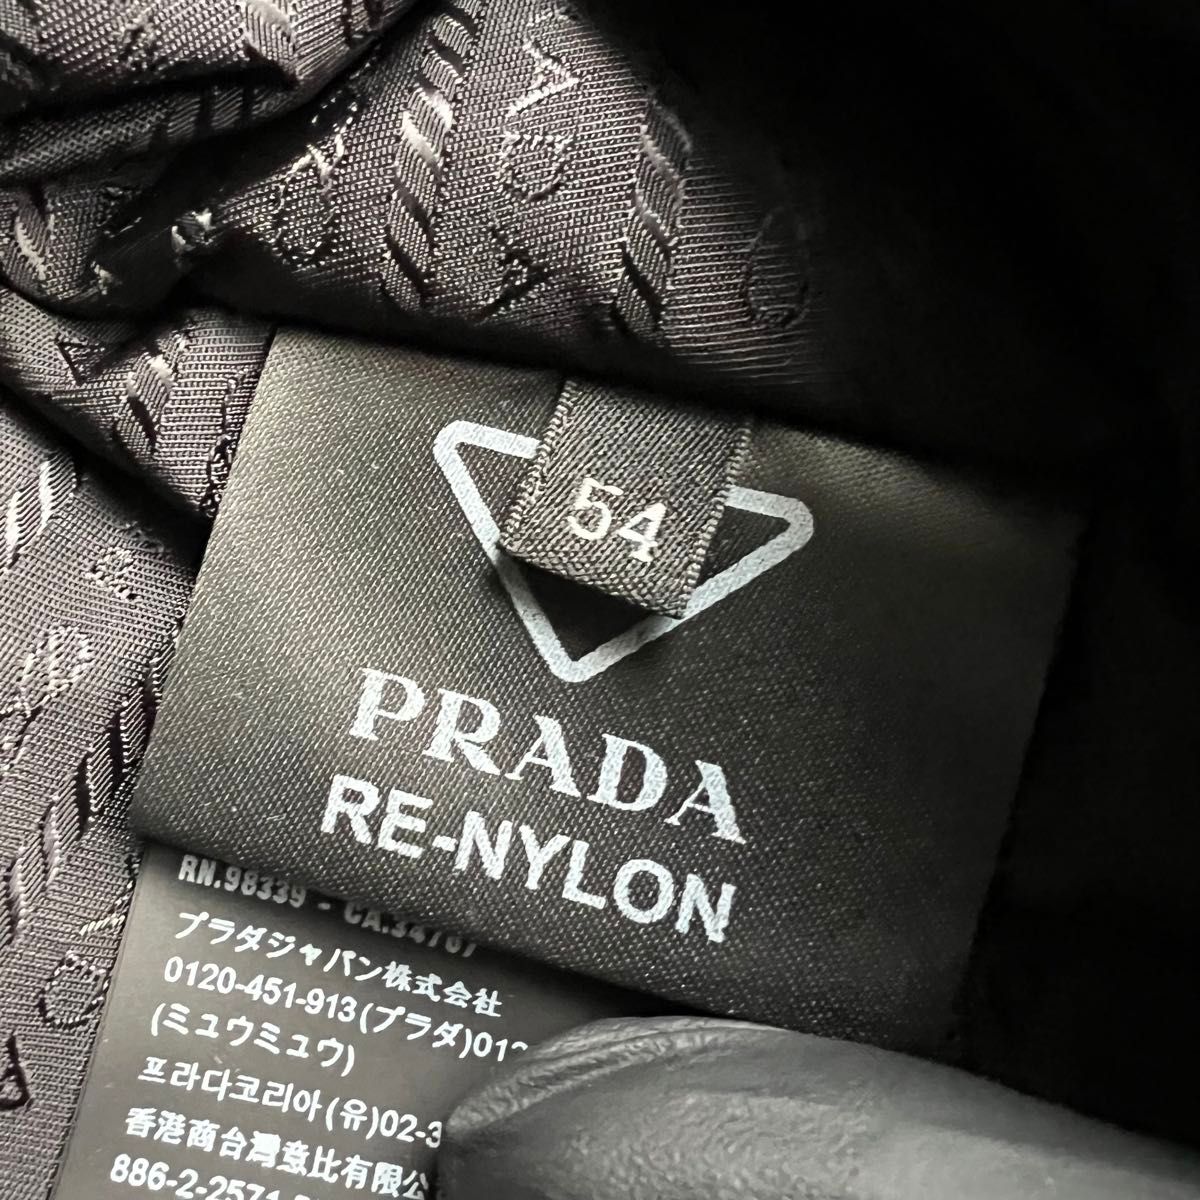 54
PRADA
RE-NYLON
RN.98339 - CA.34707
プラダジャパン株式会社
0120-451-913(プラダ)012
(ミュウミュウ)
프라다코리아(유)02-3
香港商台灣意比有限公
886-2-2571-